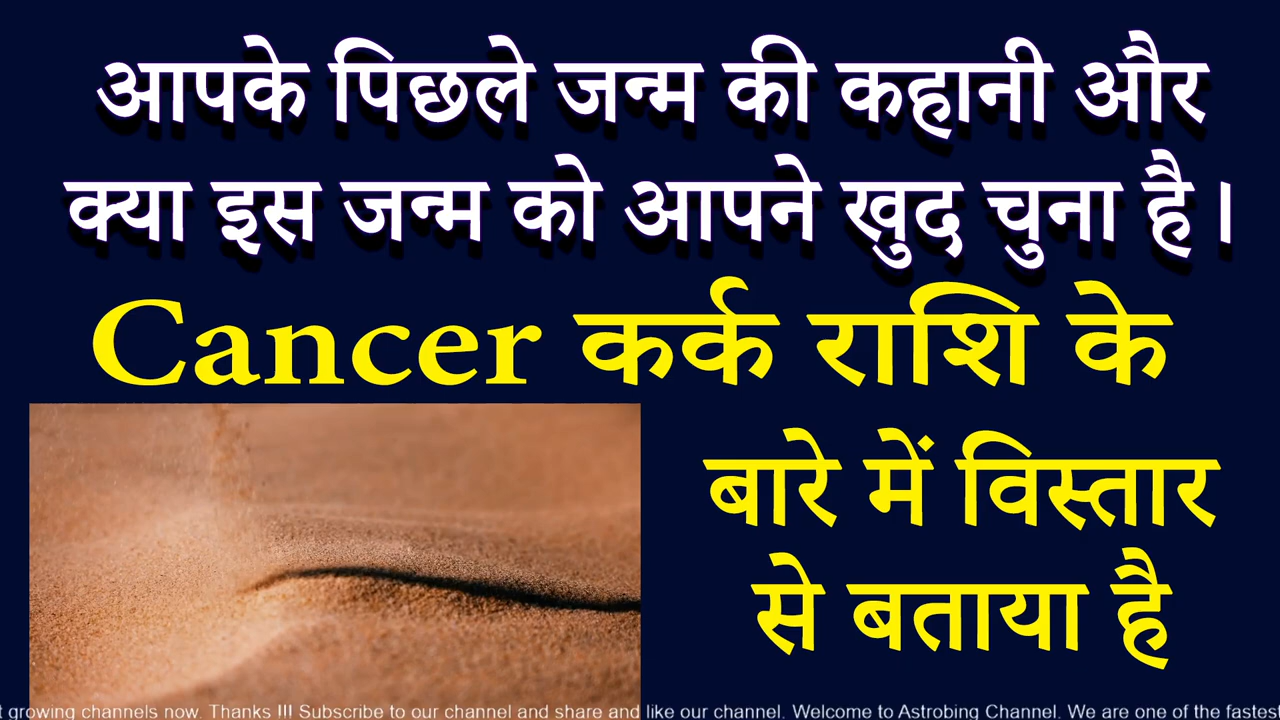 आपके पिछले जन्म की कहानी और
क्या इस जन्म को आपने खुद चुना है।
Cancer कर्क राशि के
बारे में विस्तार
से बताया है
growing channels now. Thanks !!! Subscribe to our channel and share and like our channel. Welcome to Astrobing Channel. We are one of the fastest